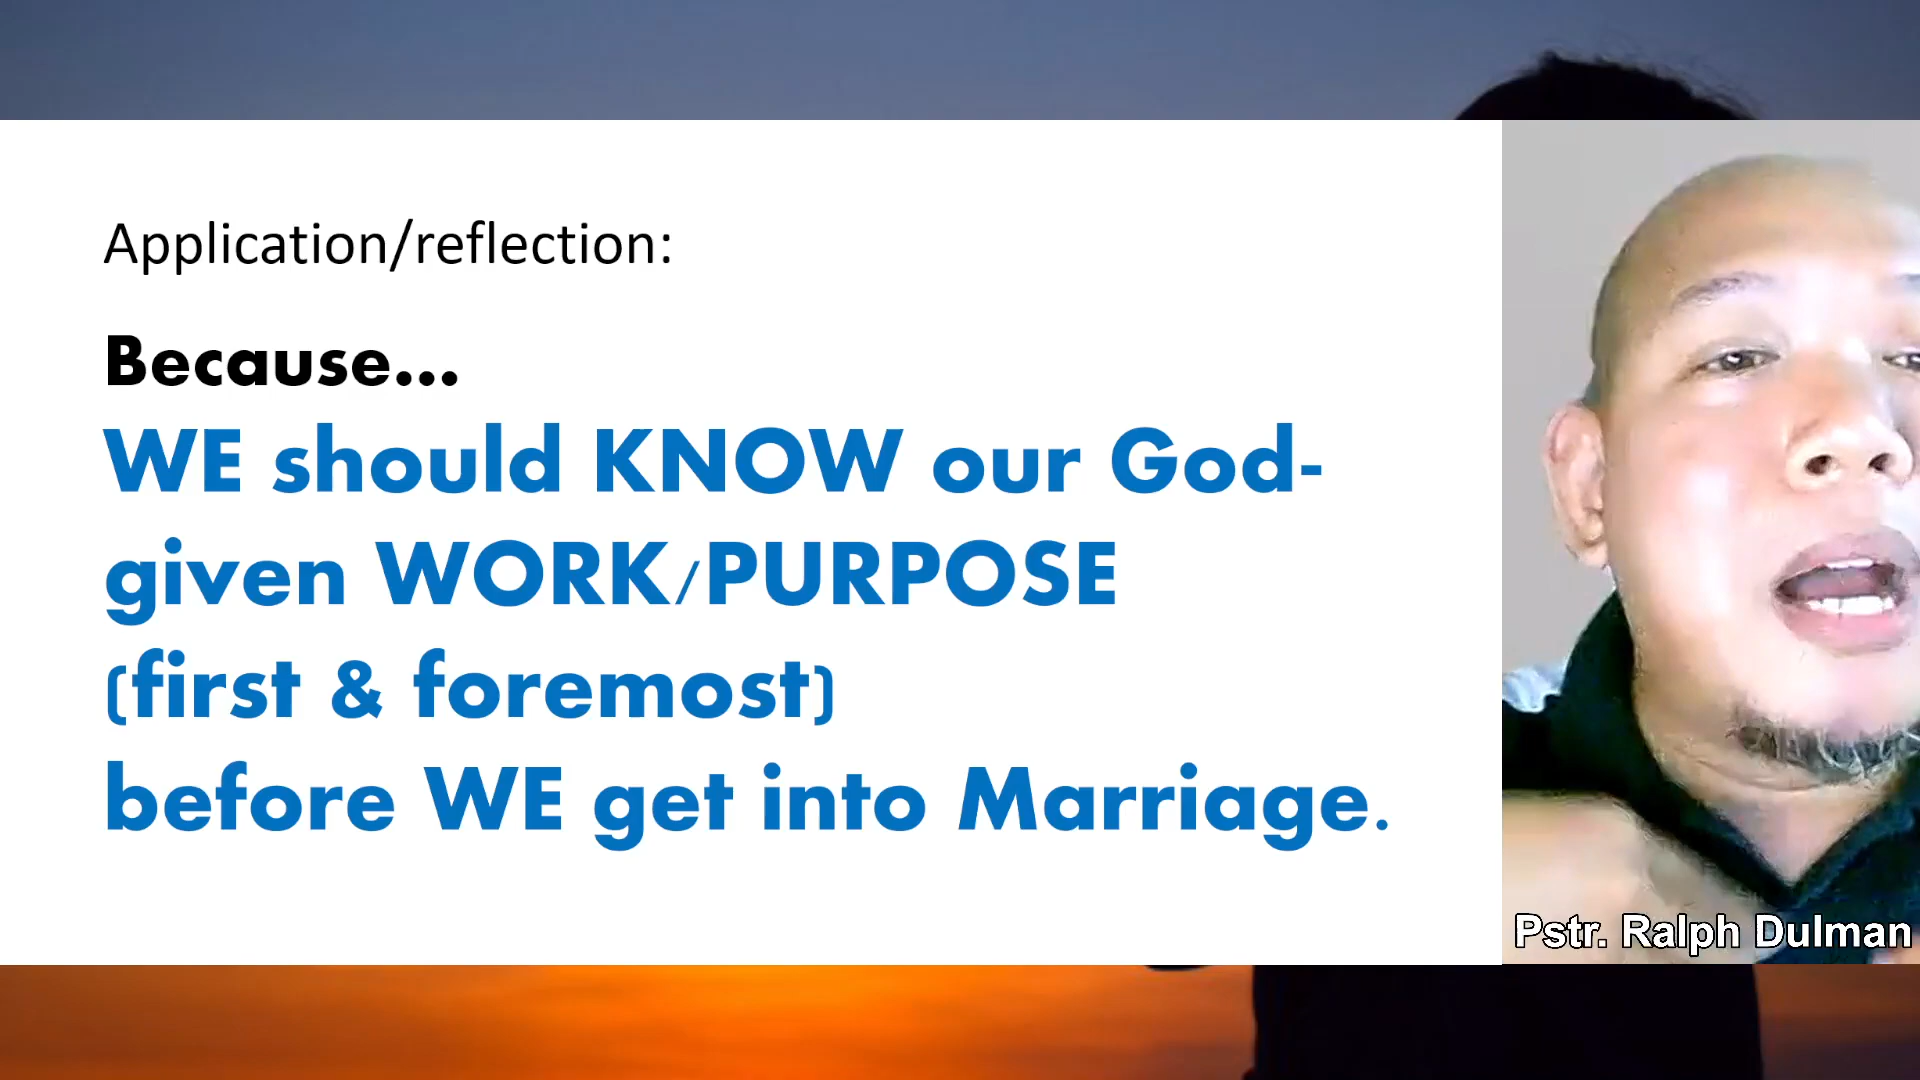 Application/reflection:
Because...
WE should KNOW our God-
given WORK/PURPOSE
(first & foremost)
before WE get into Marriage.
Pstr. Ralph Dulman